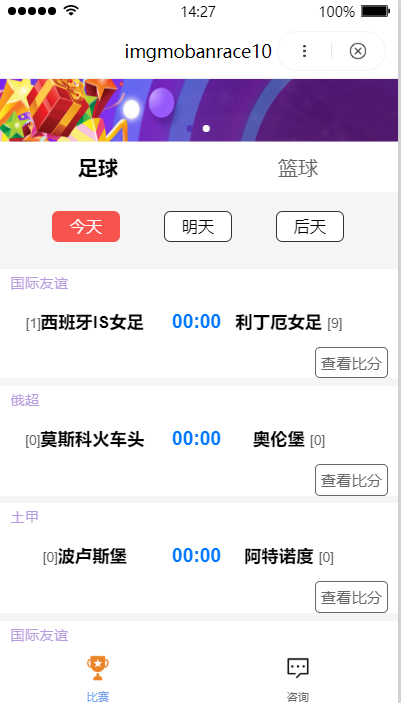 14:27
100%
imgmobanrace10
足球 篮球
今天 明天 后天
国际友谊
[1]西班牙IS女足 00:00 利丁厄女足 [9]
查看比分
俄超
[0]莫斯科火车头 00:00 奥伦堡 [0]
查看比分
土甲
[0]波卢斯堡 00:00 阿特诺度 [0]
查看比分
国际友谊
比赛 咨询